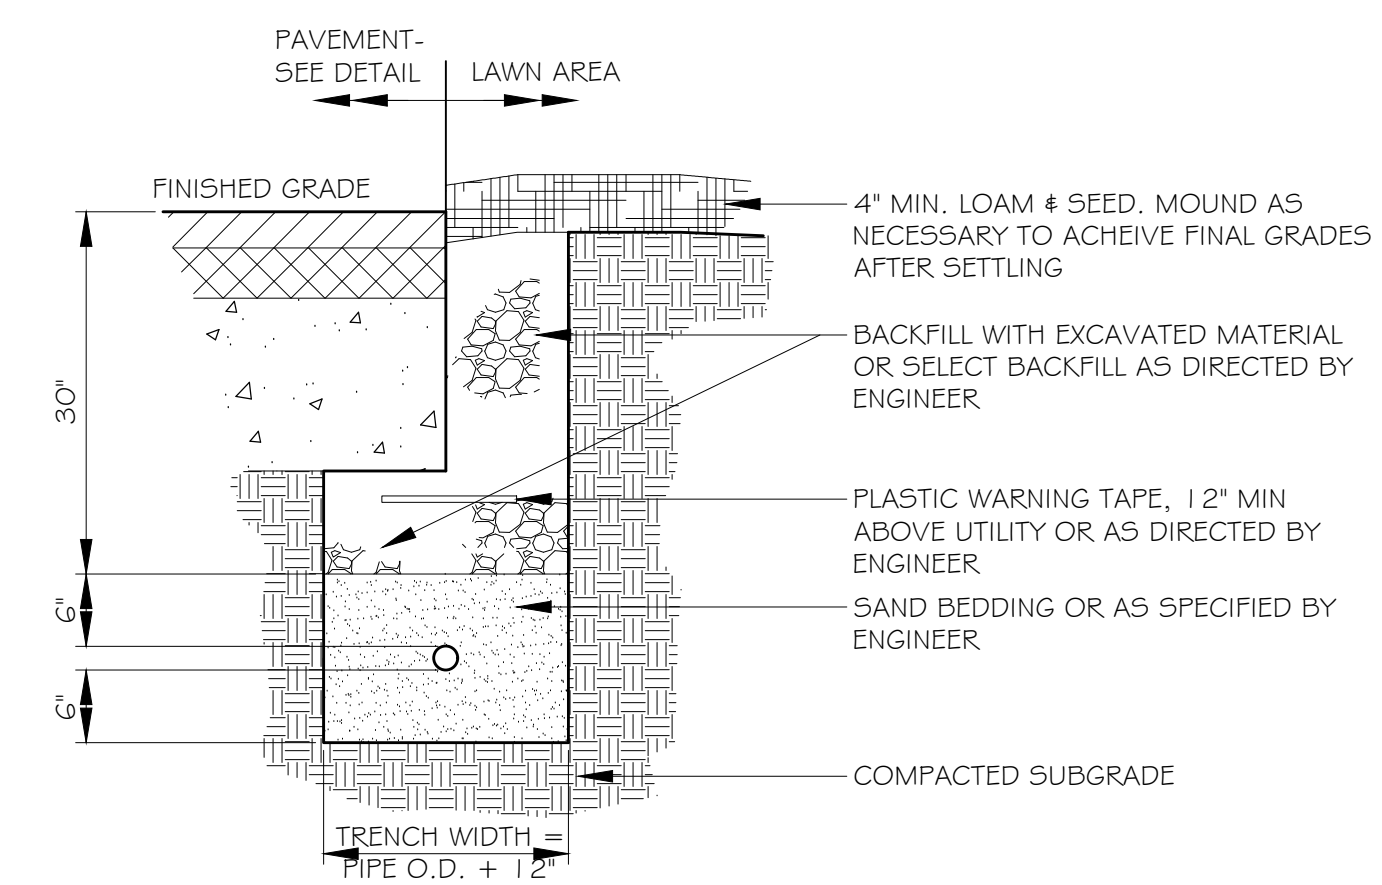 PAVEMENT-
SEE DETAIL
LAWN AREA
FINISHED GRADE
4" MIN. LOAM & SEED. MOUND AS
NECESSARY TO ACHEIVE FINAL GRADES
AFTER SETTLING
BACKFILL WITH EXCAVATED MATERIAL
OR SELECT BACKFILL AS DIRECTED BY
ENGINEER
30"
PLASTIC WARNING TAPE, 12" MIN
ABOVE UTILITY OR AS DIRECTED BY
ENGINEER
6"
SAND BEDDING OR AS SPECIFIED BY
ENGINEER
6"
COMPACTED SUBGRADE
TRENCH WIDTH =
PIPE O.D. + 12"